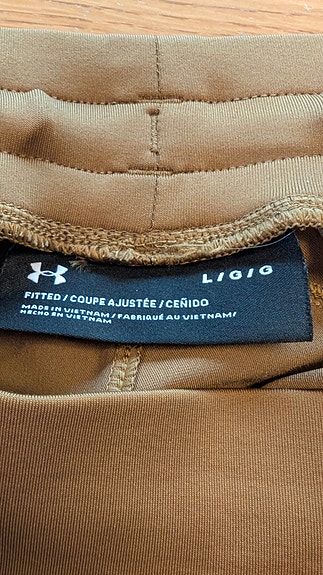 L/G/G
FITTED / COUPE AJUSTÉE / CEÑIDO
MADE IN VIETNAM / FABRIQUÉ AU VIETNAM /
HECHO EN VIETNAM